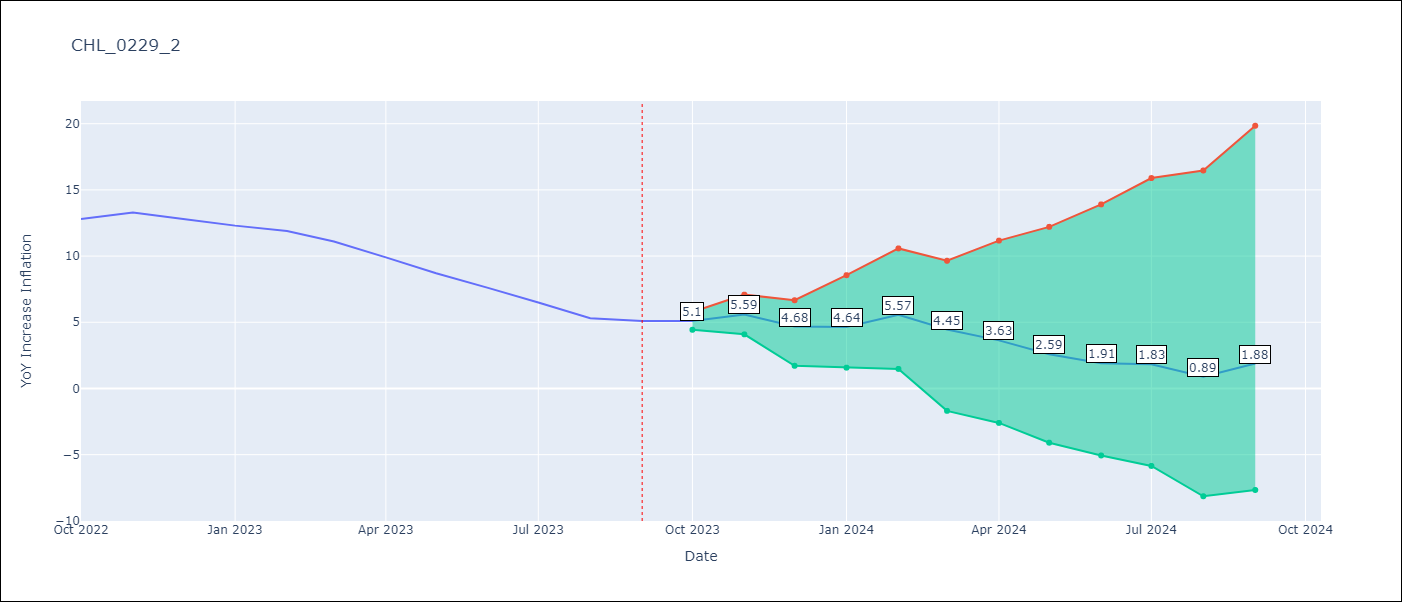 CHL_0229_2
YoY Increase Inflation
20
15
10
5
0
−5
−10
5.1
5.59
4.68
4.64
5.57
4.45
3.63
2.59
1.91
1.83
0.89
1.88
Oct 2022
Jan 2023
Apr 2023
Jul 2023
Oct 2023
Jan 2024
Apr 2024
Jul 2024
Oct 2024
Date